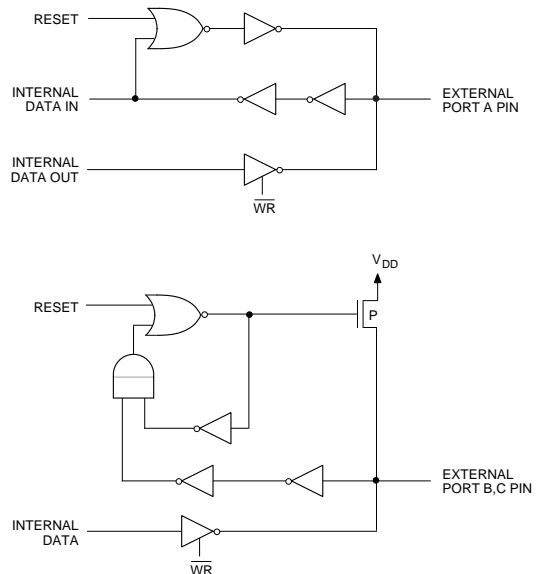 RESET
INTERNAL
DATA IN
EXTERNAL
PORT A PIN
INTERNAL
DATA OUT
WR
VDD
RESET
P
EXTERNAL
PORT B,C PIN
INTERNAL
DATA
WR